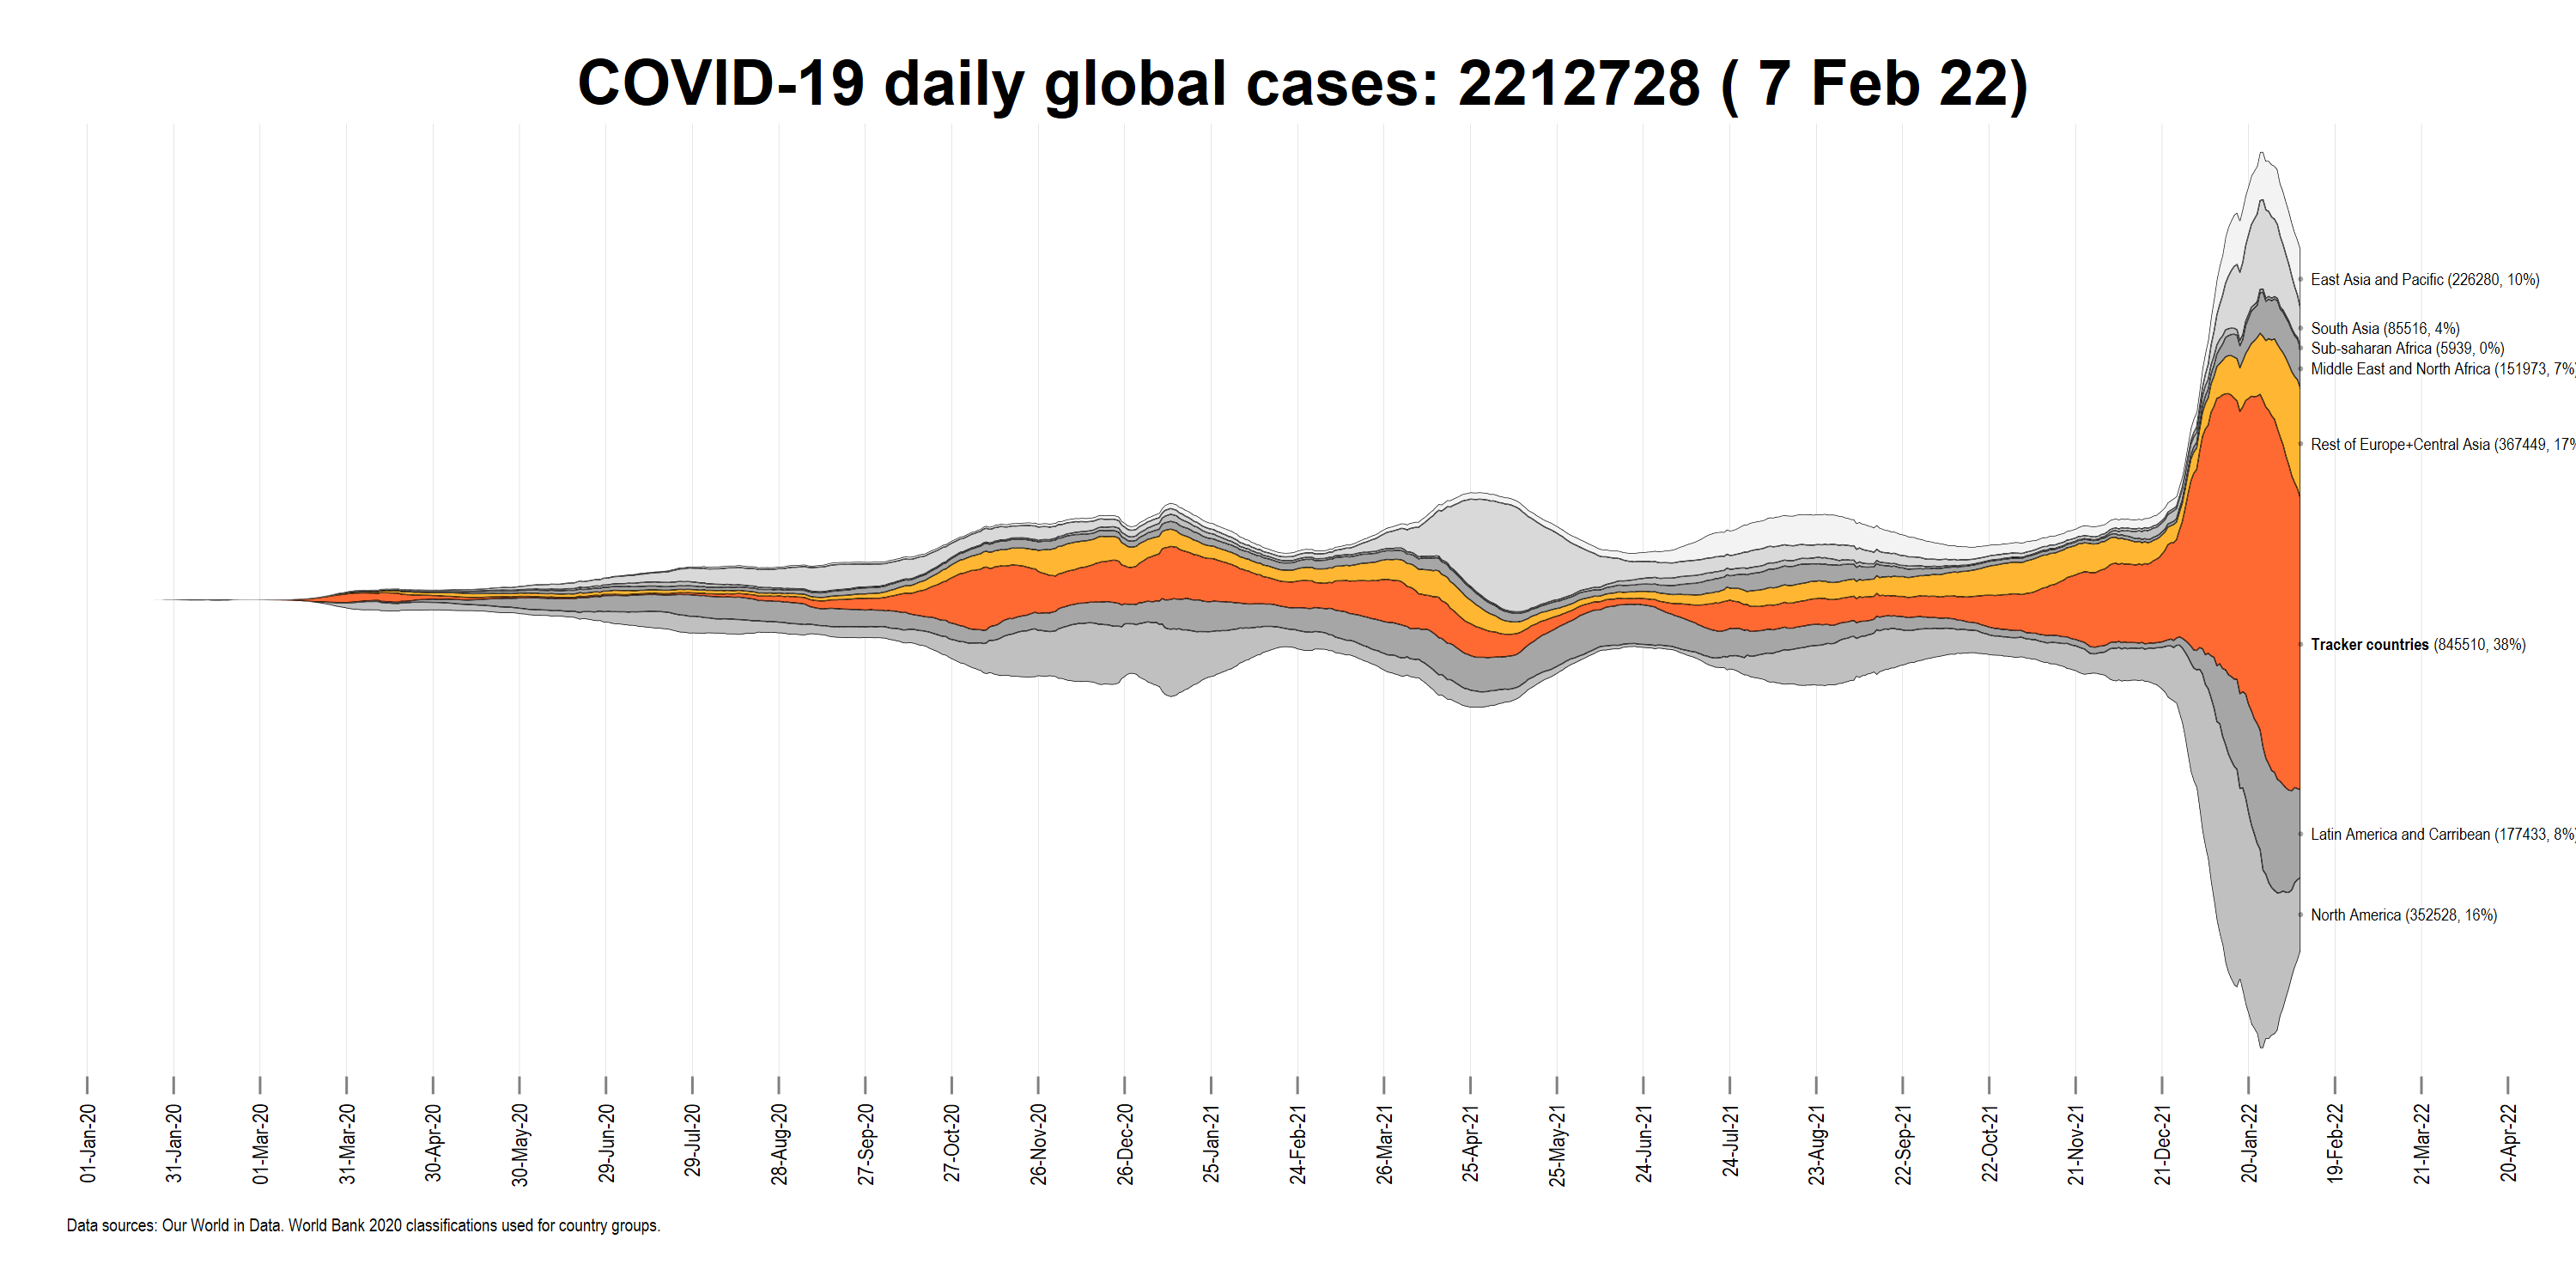 COVID-19 daily global cases: 2212728 ( 7 Feb 22)
East Asia and Pacific (226280, 10%)
South Asia (85516, 4%)
Sub-saharan Africa (5939, 0%)
Middle East and North Africa (151973, 7%)
Rest of Europe+Central Asia (367449, 17%
Tracker countries (845510, 38%)
Latin America and Carribean (177433, 8%)
North America (352528, 16%)
01-Jan-20
31-Jan-20
01-Mar-20
31-Mar-20
30-Apr-20
30-May-20
29-Jun-20
29-Jul-20
28-Aug-20
27-Sep-20
27-Oct-20
26-Nov-20
26-Dec-20
25-Jan-21
24-Feb-21
26-Mar-21
25-Apr-21
25-May-21
24-Jun-21
24-Jul-21
23-Aug-21
22-Sep-21
22-Oct-21
21-Nov-21
21-Dec-21
20-Jan-22
19-Feb-22
21-Mar-22
20-Apr-22
Data sources: Our World in Data. World Bank 2020 classifications used for country groups.